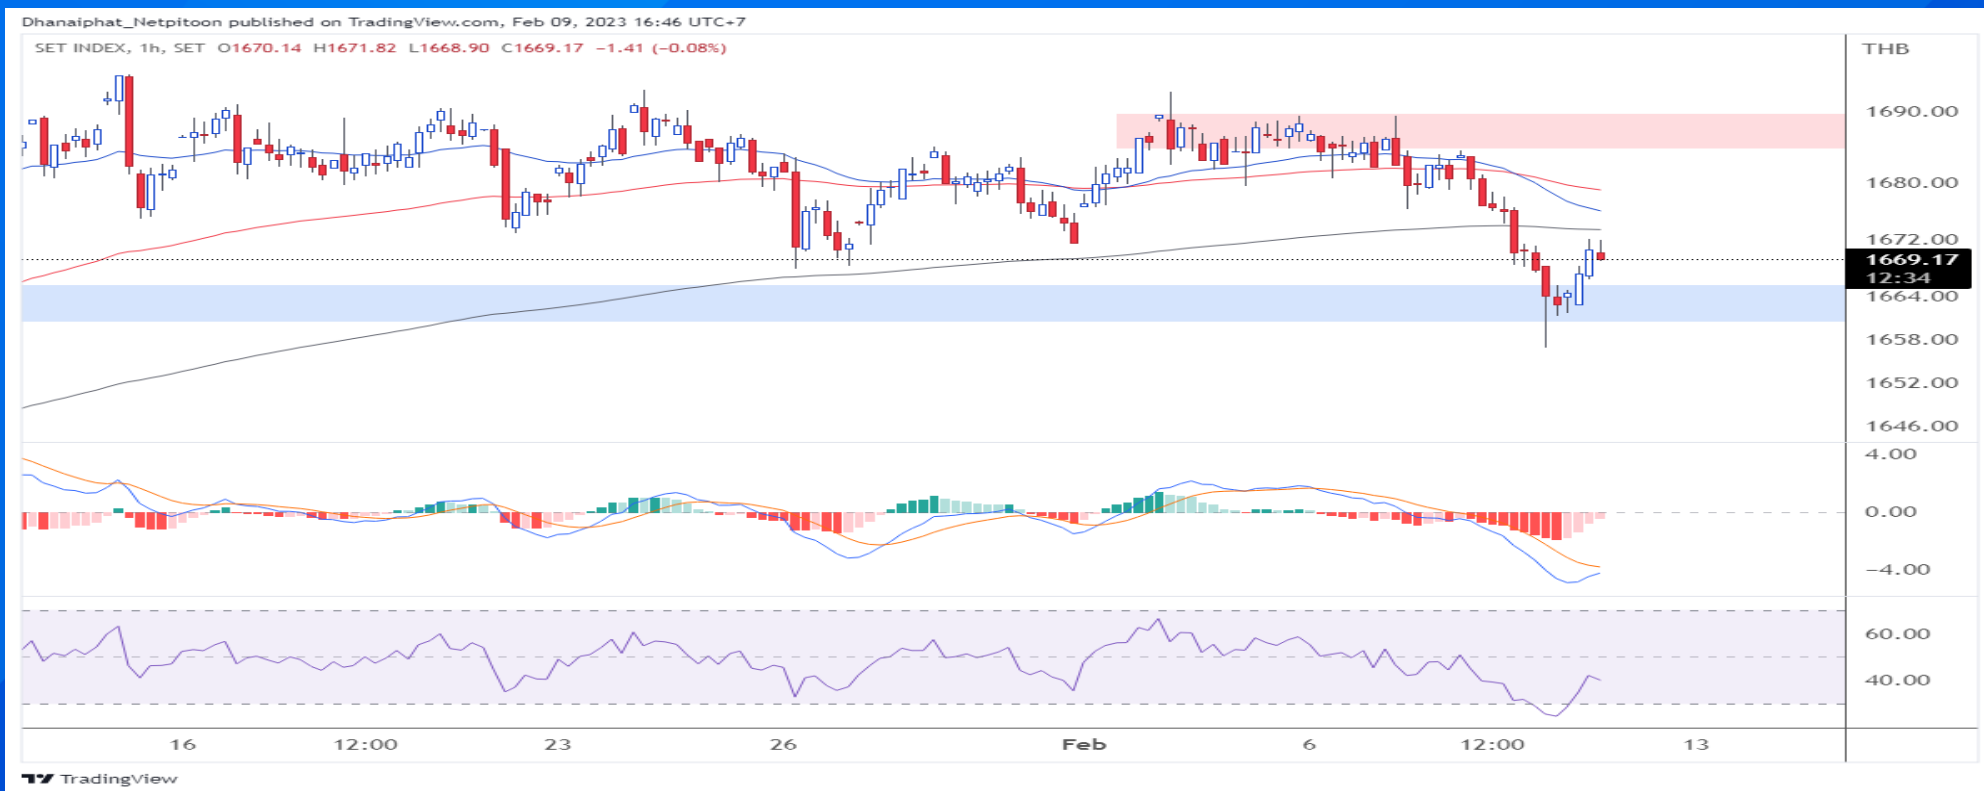 Dhanaiphat_Netpitoon published on TradingView.com, Feb 09, 2023 16:46 UTC+7
SET INDEX, 1h, SET O1670.14 H1671.82 L1668.90 C1669.17 −1.41 (−0.08%)
THB
1690.00
1680.00
1672.00
1669.17
12:34
1664.00
1658.00
1652.00
1646.00
4.00
0.00
−4.00
60.00
40.00
16 12:00 23 26 Feb 6 12:00 13
TradingView